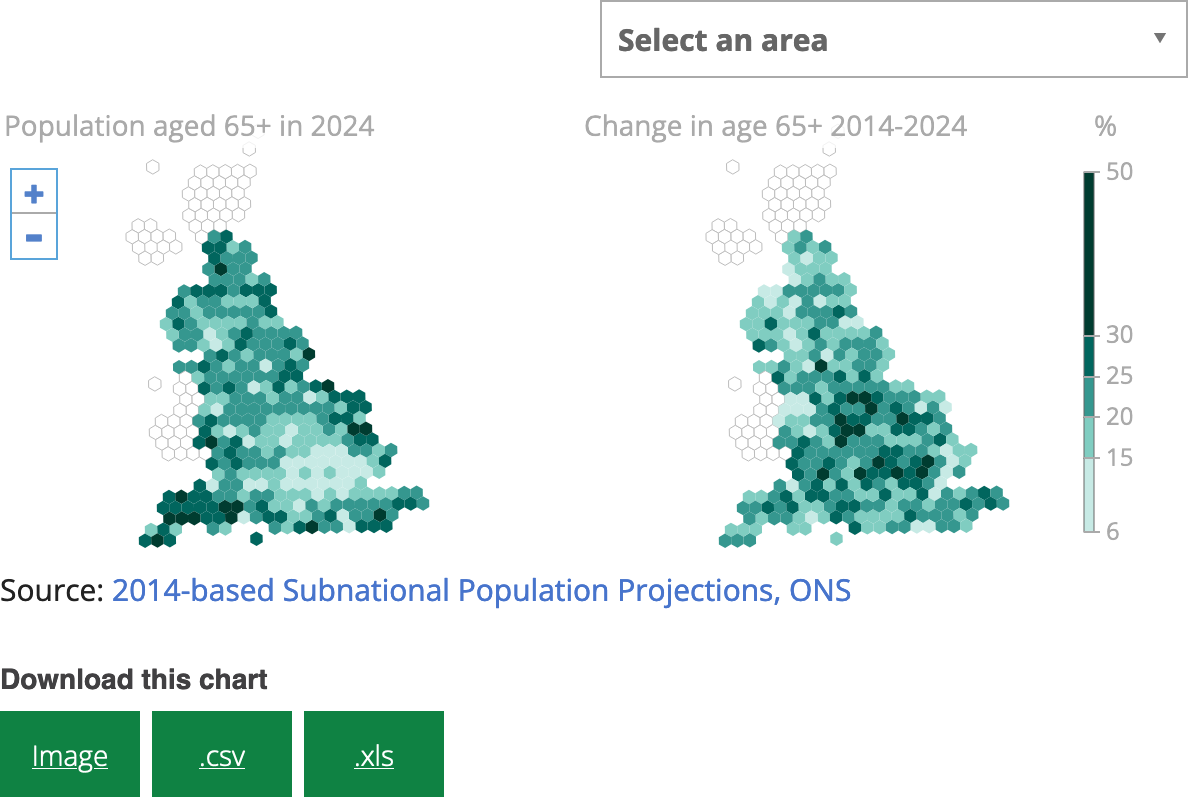 Select an area
Population aged 65+ in 2024
Change in age 65+ 2014-2024
%
50
30
25
20
15
6
Source: 2014-based Subnational Population Projections, ONS
Download this chart
Image
.csv
.xls